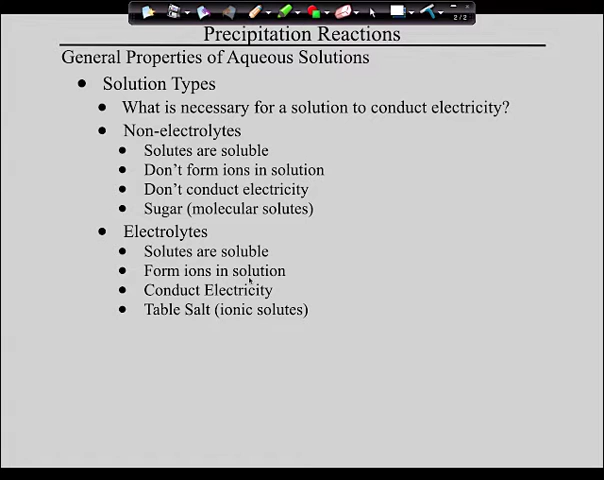 2/2
Precipitation Reactions
General Properties of Aqueous Solutions
• Solution Types
• What is necessary for a solution to conduct electricity?
• Non-electrolytes
• Solutes are soluble
• Don't form ions in solution
• Don't conduct electricity
• Sugar (molecular solutes)
• Electrolytes
• Solutes are soluble
• Form ions in solution
• Conduct Electricity
• Table Salt (ionic solutes)